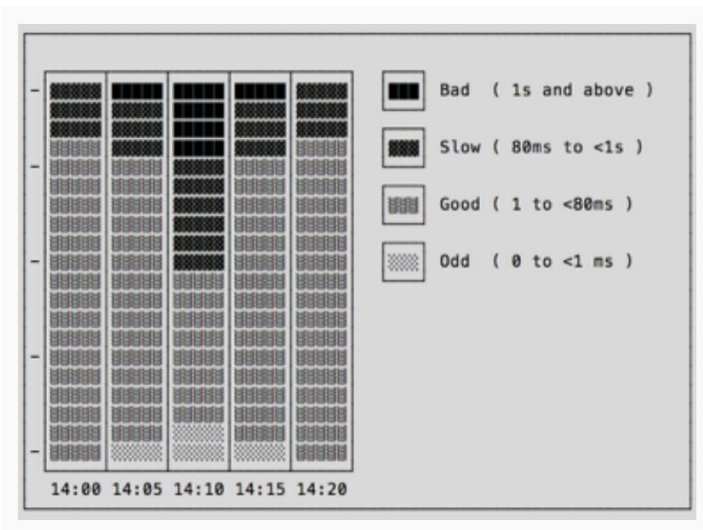 Bad ( 1s and above )
Slow ( 80ms to <1s )
Good ( 1 to <80ms )
Odd ( 0 to <1 ms )
14:00 14:05 14:10 14:15 14:20